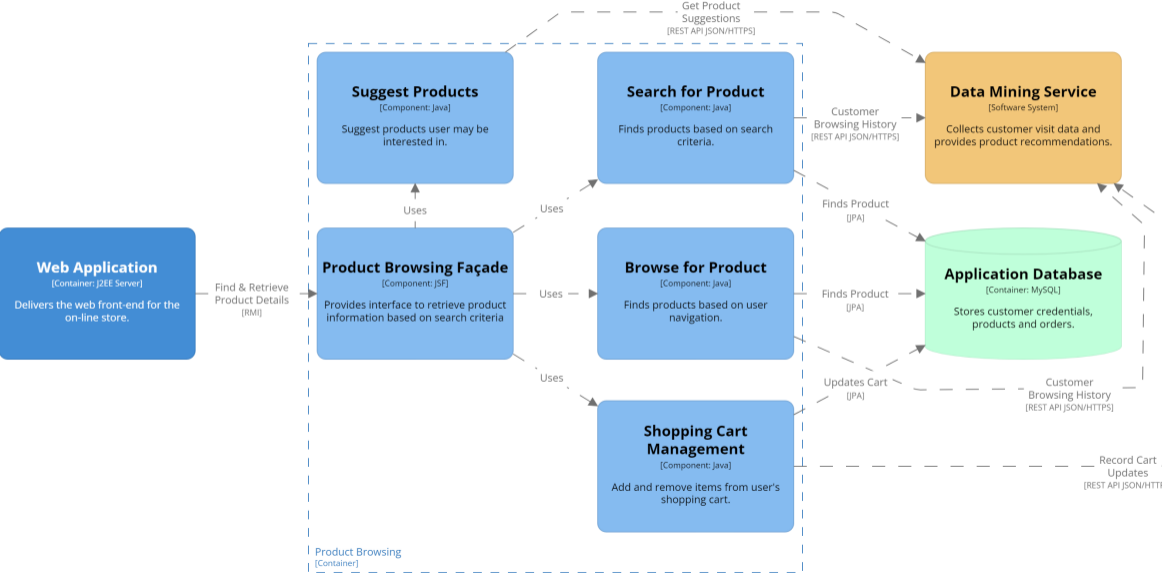 Get Product
Suggestions
[REST API JSON/HTTPS]
Suggest Products
[Component: Java]
Suggest products user may be
interested in.
Search for Product
[Component: Java]
Finds products based on search
criteria.
Customer
Browsing History
[REST API JSON/HTTPS]
Data Mining Service
[Software System]
Collects customer visit data and
provides product recommendations.
Uses
Uses
Finds Product
[JPA]
Web Application
[Container: J2EE Server]
Delivers the web front-end for the
on-line store.
Find & Retrieve
Product Details
[RMI]
Product Browsing Façade
[Component: JSF]
Provides interface to retrieve product
information based on search criteria
Uses
Browse for Product
[Component: Java]
Finds products based on user
navigation.
Finds Product
[JPA]
Application Database
[Container: MySQL]
Stores customer credentials,
products and orders.
Uses
Updates Cart
[JPA]
Customer
Browsing History
[REST API JSON/HTTPS]
Shopping Cart
Management
[Component: Java]
Add and remove items from user's
shopping cart.
Record Cart
Updates
[REST API JSON/HTTP
Product Browsing
[Container]